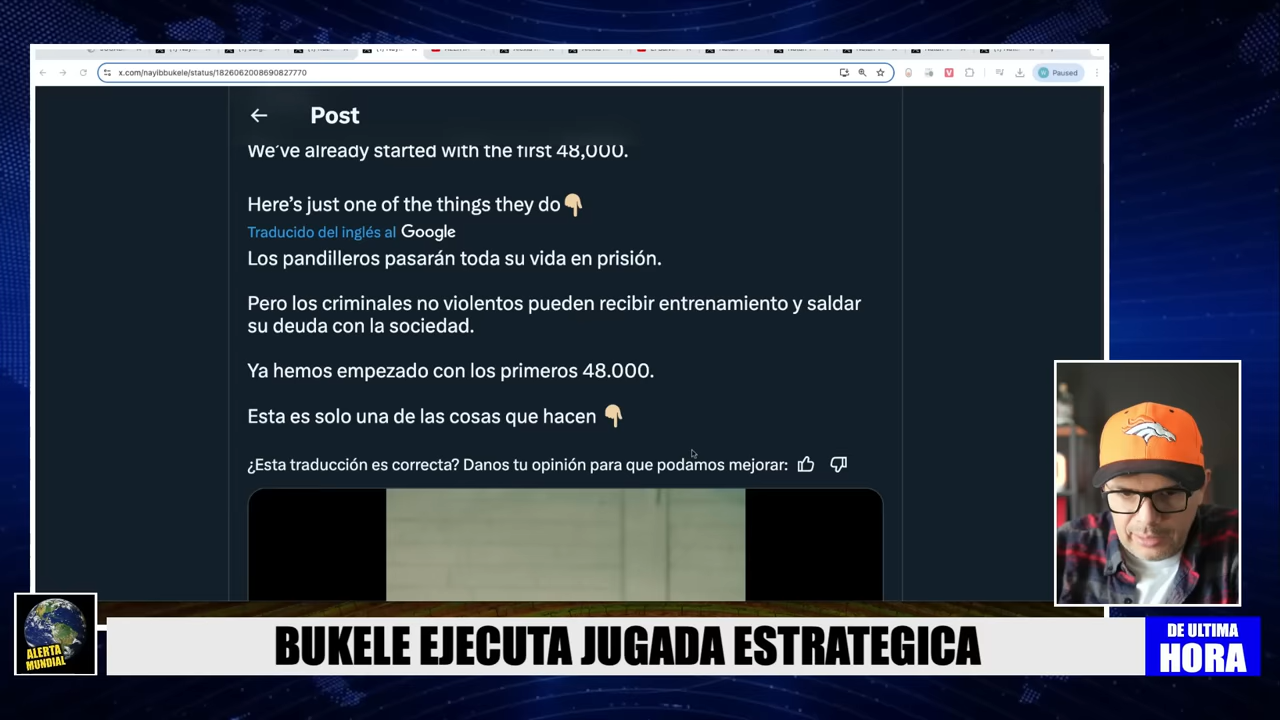 x.com/nayibbukele/status/1826062008690827770
Paused
Post
We've already started with the first 48,000.
Here's just one of the things they do👇🏼
Traducido del inglés al Google
Los pandilleros pasarán toda su vida en prisión.
Pero los criminales no violentos pueden recibir entrenamiento y saldar
su deuda con la sociedad.
Ya hemos empezado con los primeros 48.000.
Esta es solo una de las cosas que hacen 👇🏼
¿Esta traducción es correcta? Danos tu opinión para que podamos mejorar:
ALERTA
MUNDIAL
BUKELE EJECUTA JUGADA ESTRATEGICA
DE ULTIMA
HORA